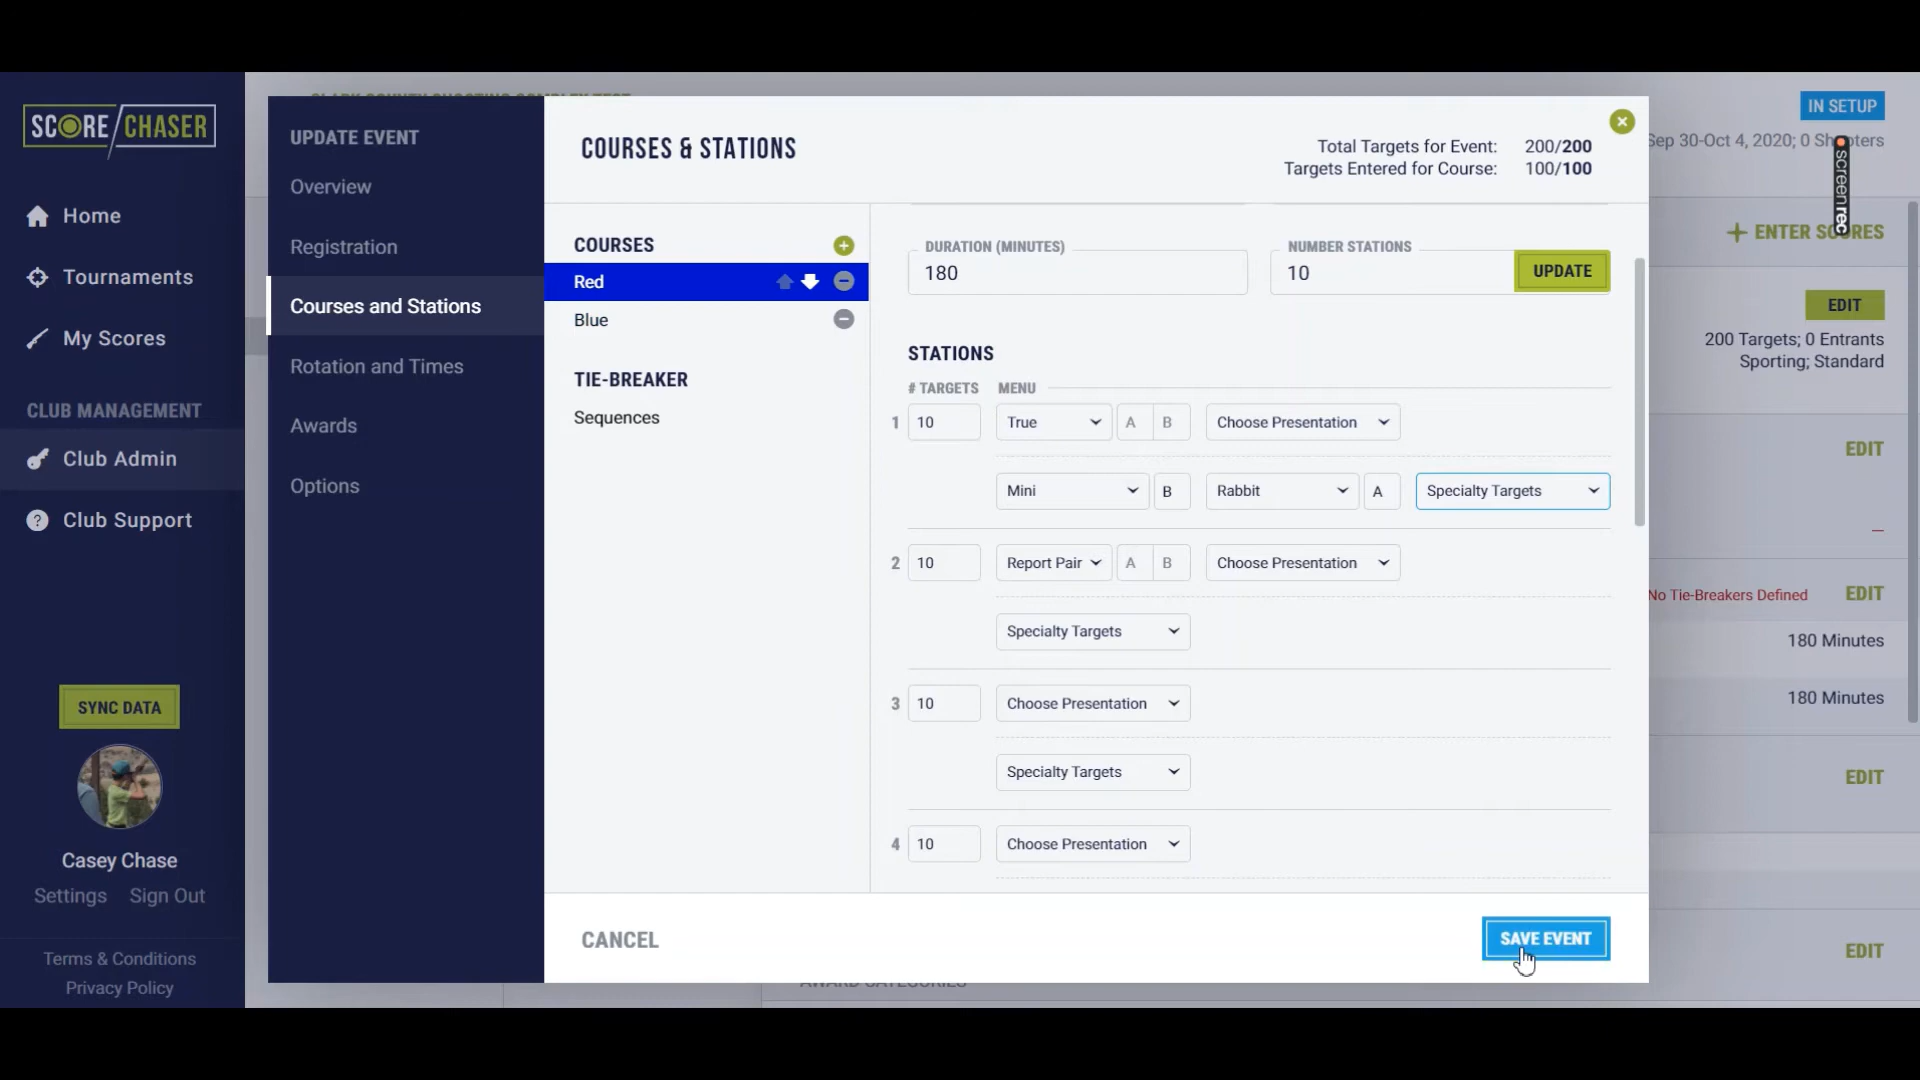 SCORE/CHASER
Home
Tournaments
My Scores
CLUB MANAGEMENT
Club Admin
Club Support
SYNC DATA
Casey Chase
Settings Sign Out
Terms & Conditions
Privacy Policy
UPDATE EVENT
Overview
Registration
Courses and Stations
Rotation and Times
Awards
Options
COURSES & STATIONS
Total Targets for Event: 200/200
Targets Entered for Course: 100/100
COURSES
Red
Blue
TIE-BREAKER
Sequences
DURATION (MINUTES)
180
NUMBER STATIONS
10
UPDATE
STATIONS
# TARGETS MENU
1 10 True A B Choose Presentation
Mini B Rabbit A Specialty Targets
2 10 Report Pair A B Choose Presentation
Specialty Targets
3 10 Choose Presentation
Specialty Targets
4 10 Choose Presentation
CANCEL
SAVE EVENT
IN SETUP
Sep 30-Oct 4, 2020; 0 Shooters
screenrec
+ ENTER SCORES
EDIT
200 Targets; 0 Entrants
Sporting; Standard
EDIT
No Tie-Breakers Defined EDIT
180 Minutes
180 Minutes
EDIT
EDIT
AWARD CATEGORIES